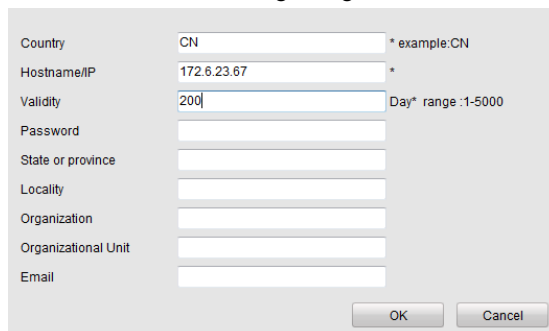 Country CN * example:CN
Hostname/IP 172.6.23.67 *
Validity 200 Day* range :1-5000
Password
State or province
Locality
Organization
Organizational Unit
Email
OK Cancel